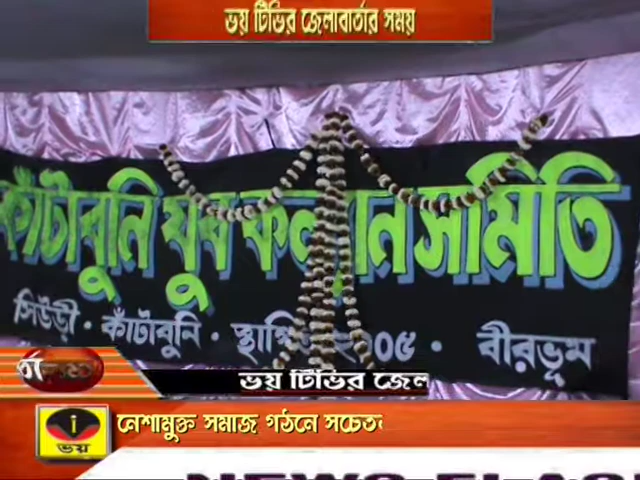 ভয় টিভির জেলাবার্তার সময়
কাঁটাবুনি যুব কল্যান সমিতি
সিউড়ী · কাঁটাবুনি · স্থাপিত ২০০৫ · বীরভূম
ভয় টিভির জেল
ভয়
নেশামুক্ত সমাজ গঠনে সচেত